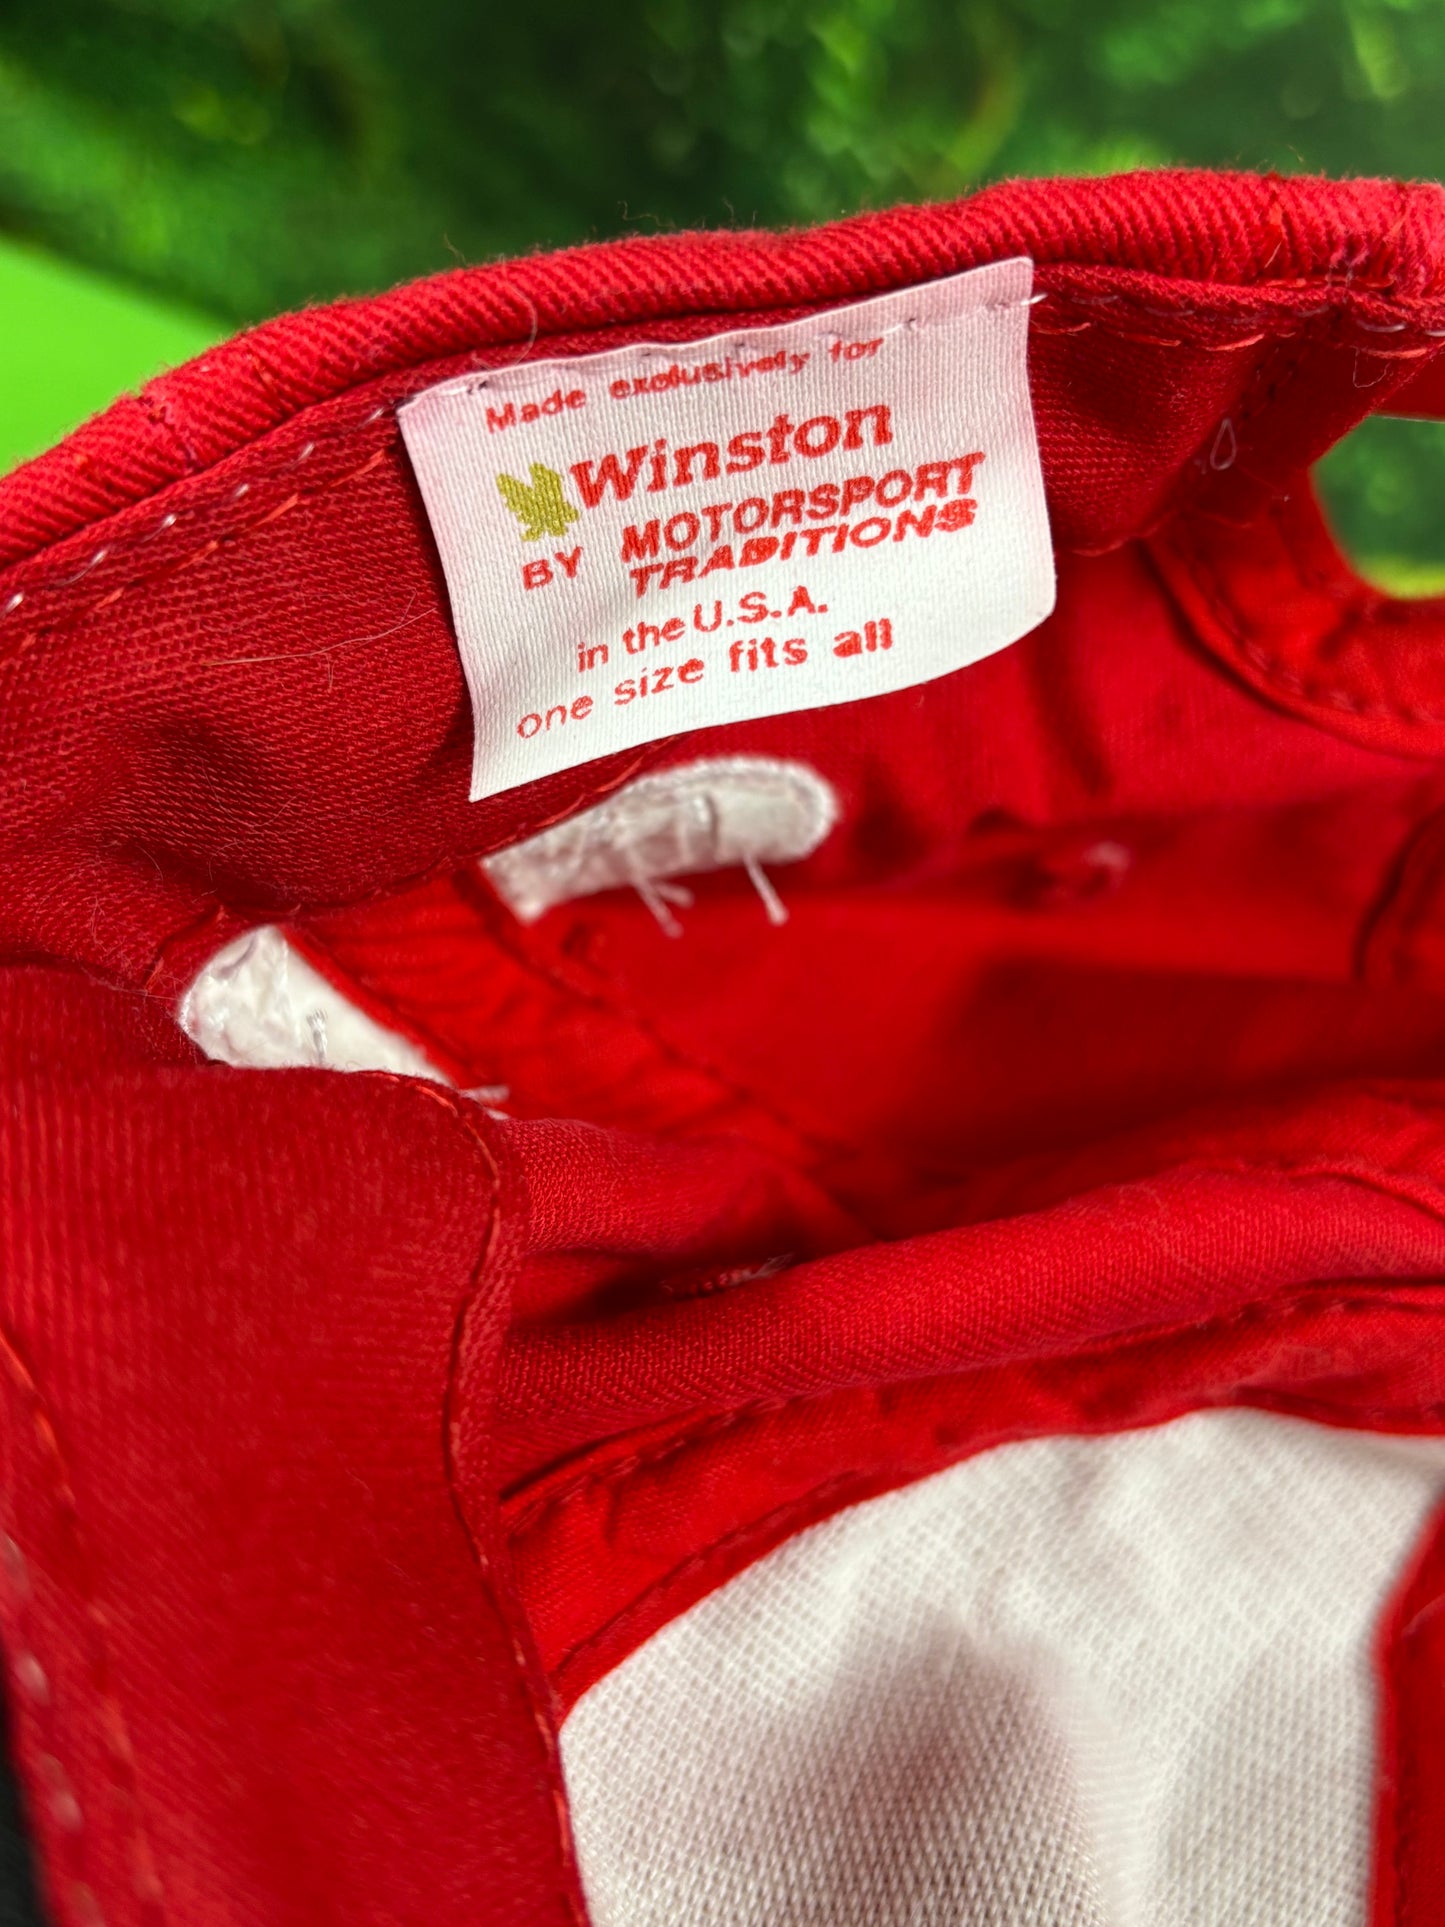 Made exclusively for
Winston
BY MOTORSPORT
TRADITIONS
in the U.S.A.
one size fits all